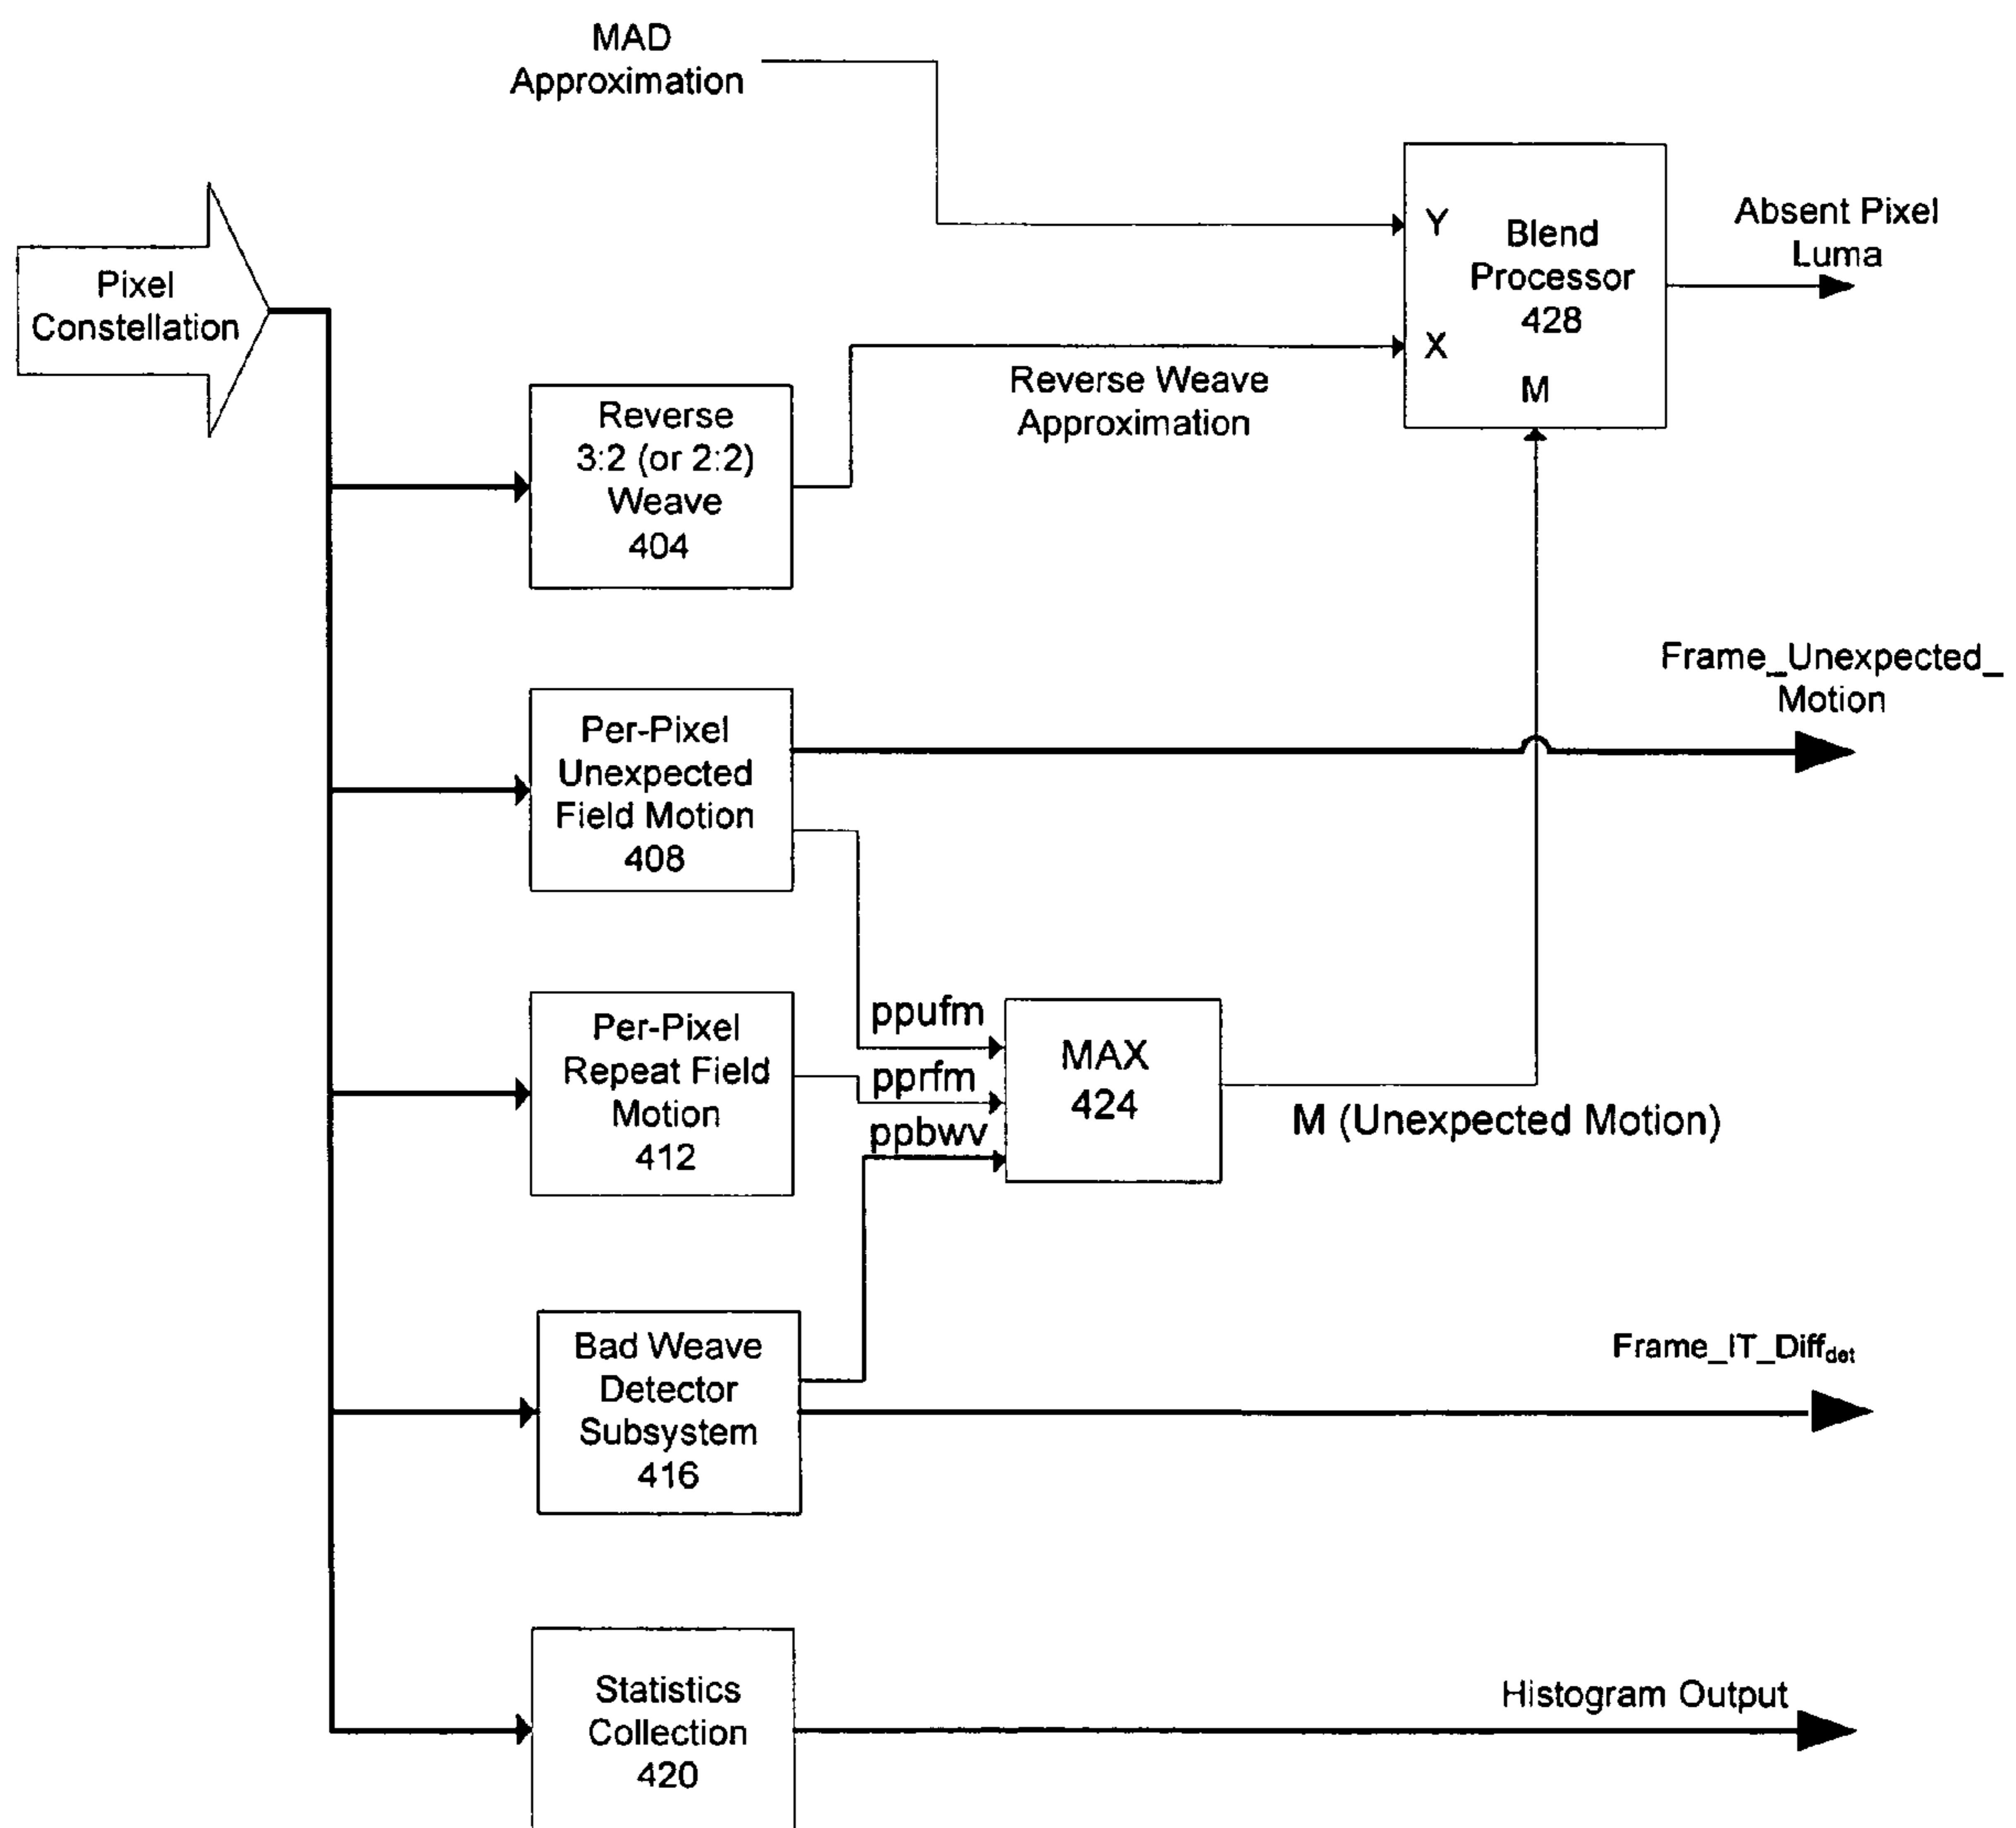 MAD
Approximation
Pixel
Constellation
Y
Blend
Processor
428
X
M
Absent Pixel
Luma
Reverse
3:2 (or 2:2)
Weave
404
Reverse Weave
Approximation
Per-Pixel
Unexpected
Field Motion
408
Frame_Unexpected_
Motion
Per-Pixel
Repeat Field
Motion
412
ppufm
pprfm
ppbwv
MAX
424
M (Unexpected Motion)
Bad Weave
Detector
Subsystem
416
Frame_IT_Diffdet
Statistics
Collection
420
Histogram Output